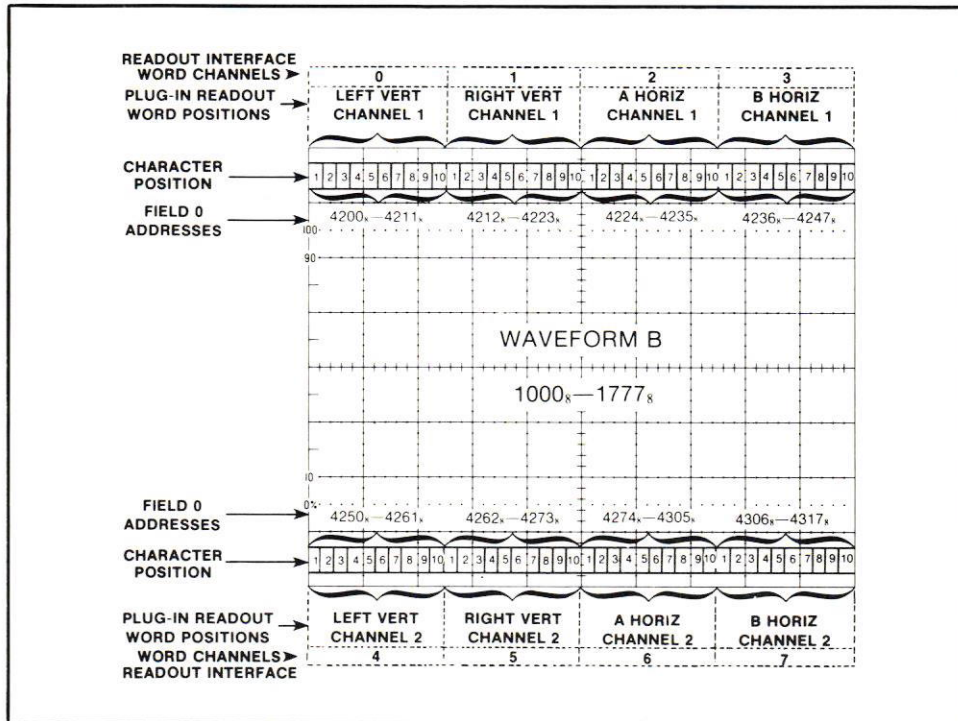 READOUT INTERFACE
WORD CHANNELS 0 1 2 3
PLUG-IN READOUT
WORD POSITIONS
LEFT VERT
CHANNEL 1
RIGHT VERT
CHANNEL 1
A HORIZ
CHANNEL 1
B HORIZ
CHANNEL 1
CHARACTER
POSITION
1 2 3 4 5 6 7 8 9 10 1 2 3 4 5 6 7 8 9 10 1 2 3 4 5 6 7 8 9 10 1 2 3 4 5 6 7 8 9 10
FIELD 0
ADDRESSES
4200₈—4211₈ 4212₈—4223₈ 4224₈—4235₈ 4236₈—4247₈
100
90
WAVEFORM B
1000₈—1777₈
10
0%
FIELD 0
ADDRESSES
4250₈—4261₈ 4262₈—4273₈ 4274₈—4305₈ 4306₈—4317₈
CHARACTER
POSITION
1 2 3 4 5 6 7 8 9 10 1 2 3 4 5 6 7 8 9 10 1 2 3 4 5 6 7 8 9 10 1 2 3 4 5 6 7 8 9 10
PLUG-IN READOUT
WORD POSITIONS
LEFT VERT
CHANNEL 2
RIGHT VERT
CHANNEL 2
A HORIZ
CHANNEL 2
B HORIZ
CHANNEL 2
WORD CHANNELS 4 5 6 7
READOUT INTERFACE